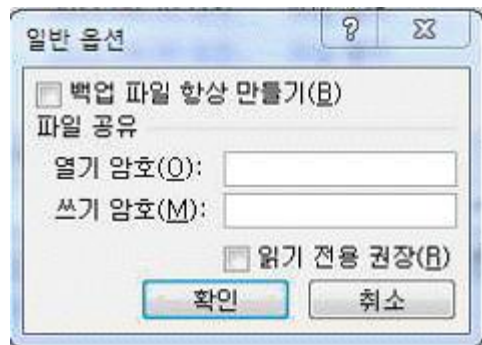 일반 옵션
백업 파일 항상 만들기(B)
파일 공유
열기 암호(O):
쓰기 암호(M):
읽기 전용 권장(R)
확인 취소